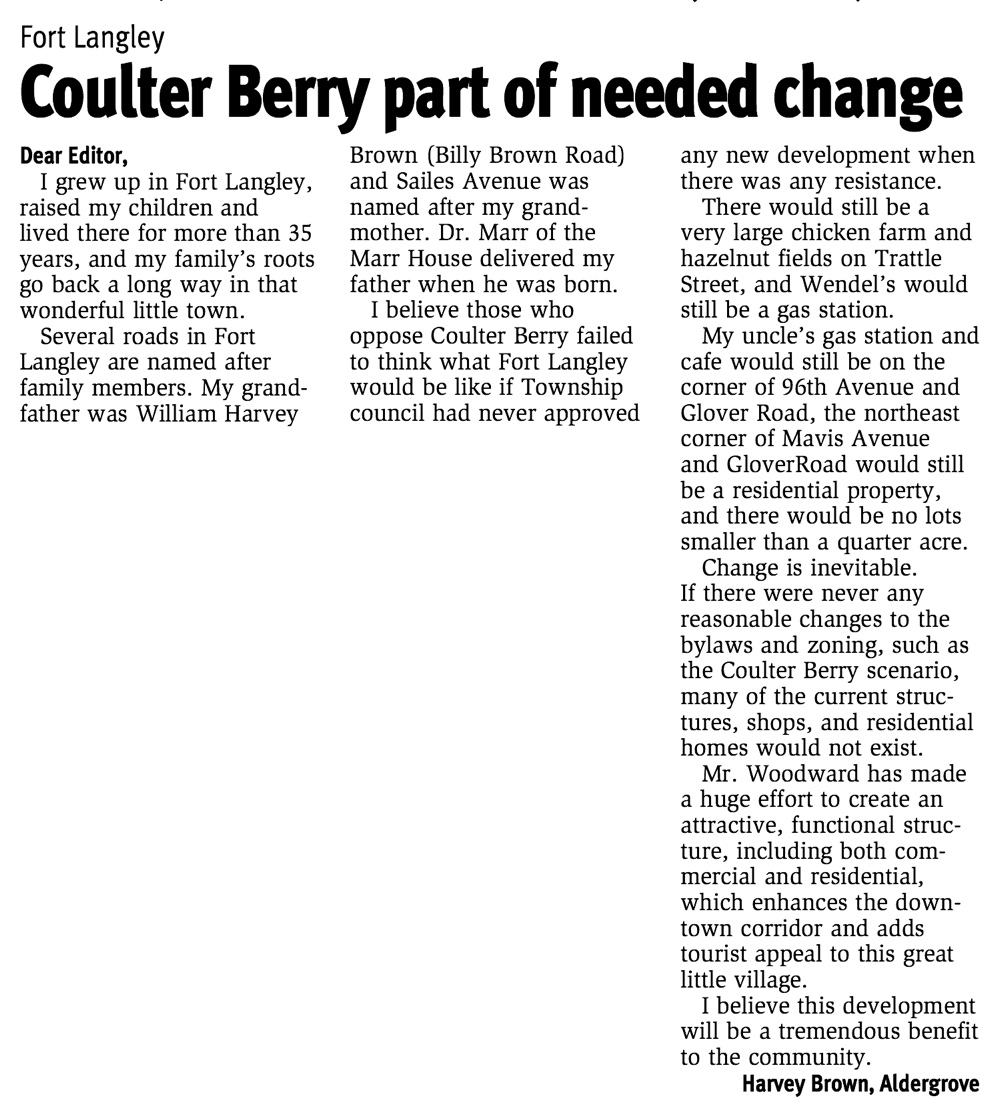 Fort Langley
Coulter Berry part of needed change
Dear Editor,
I grew up in Fort Langley,
raised my children and
lived there for more than 35
years, and my family's roots
go back a long way in that
wonderful little town.
Several roads in Fort
Langley are named after
family members. My grand-
father was William Harvey
Brown (Billy Brown Road)
and Sailes Avenue was
named after my grand-
mother. Dr. Marr of the
Marr House delivered my
father when he was born.
I believe those who
oppose Coulter Berry failed
to think what Fort Langley
would be like if Township
council had never approved
any new development when
there was any resistance.
There would still be a
very large chicken farm and
hazelnut fields on Trattle
Street, and Wendel's would
still be a gas station.
My uncle's gas station and
cafe would still be on the
corner of 96th Avenue and
Glover Road, the northeast
corner of Mavis Avenue
and GloverRoad would still
be a residential property,
and there would be no lots
smaller than a quarter acre.
Change is inevitable.
If there were never any
reasonable changes to the
bylaws and zoning, such as
the Coulter Berry scenario,
many of the current struc-
tures, shops, and residential
homes would not exist.
Mr. Woodward has made
a huge effort to create an
attractive, functional struc-
ture, including both com-
mercial and residential,
which enhances the down-
town corridor and adds
tourist appeal to this great
little village.
I believe this development
will be a tremendous benefit
to the community.
Harvey Brown, Aldergrove